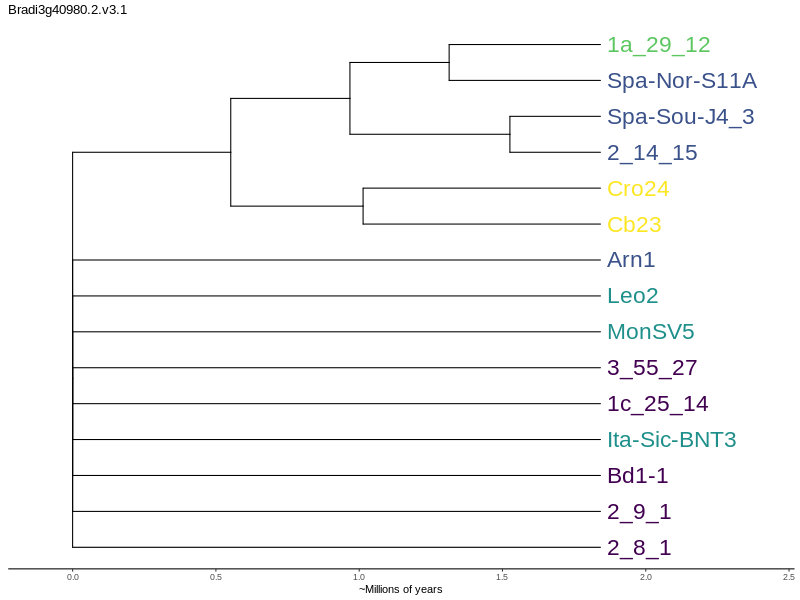 Bradi3g40980.2.v3.1
1a_29_12
Spa-Nor-S11A
Spa-Sou-J4_3
2_14_15
Cro24
Cb23
Arn1
Leo2
MonSV5
3_55_27
1c_25_14
Ita-Sic-BNT3
Bd1-1
2_9_1
2_8_1
0.0 0.5 1.0 1.5 2.0 2.5
~Millions of years